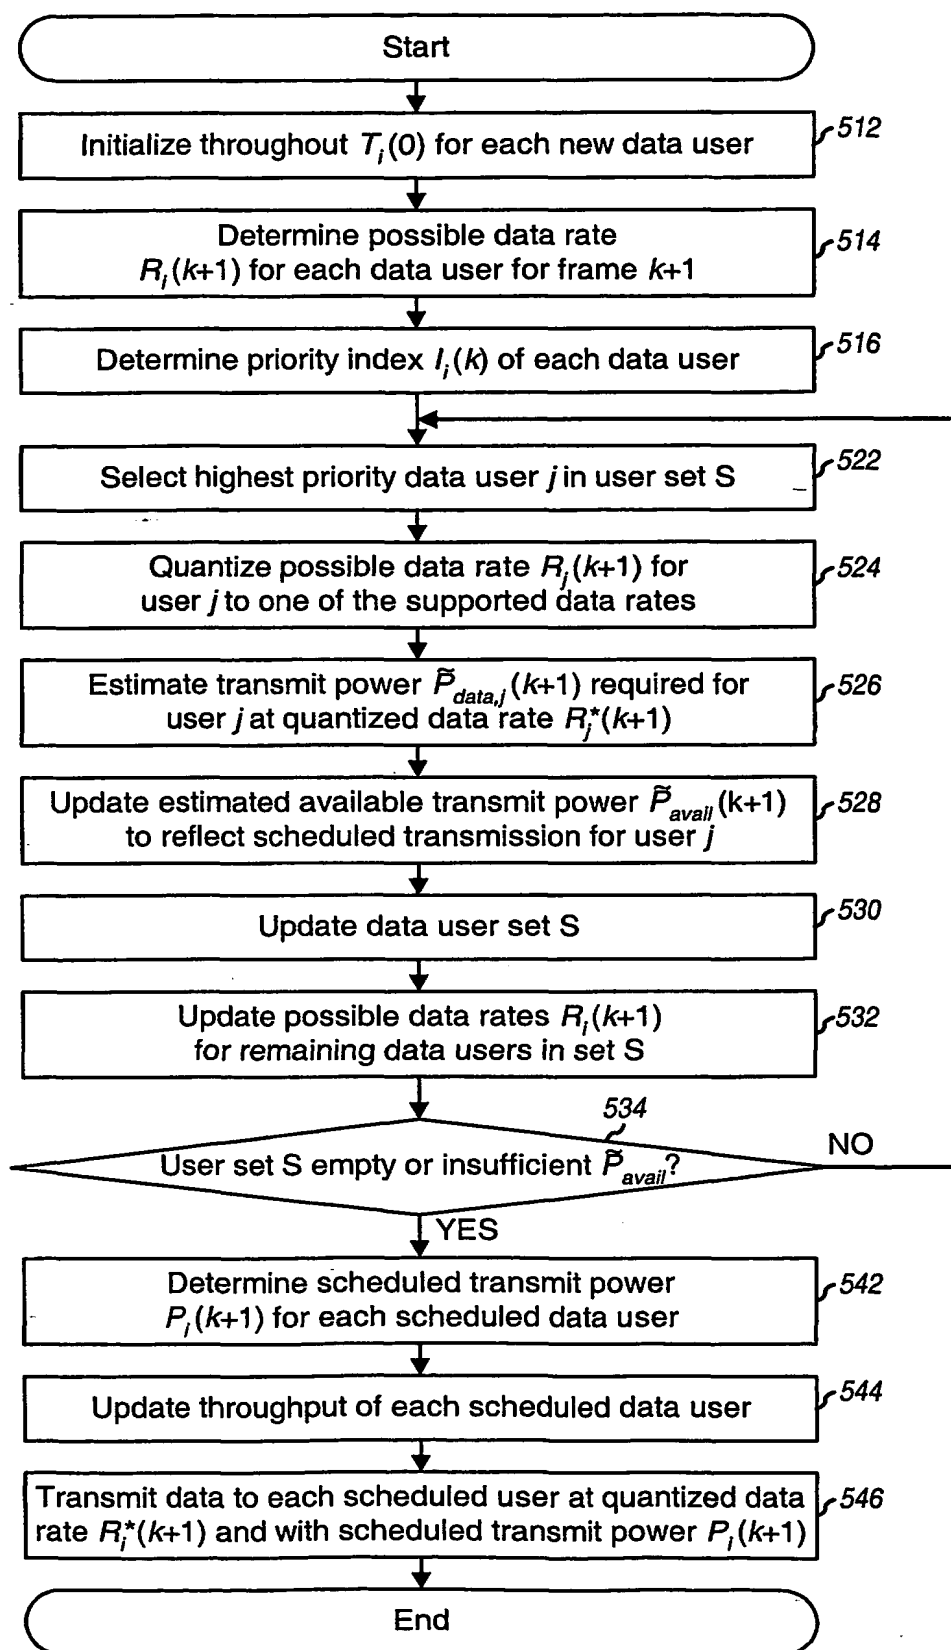 Start
Initialize throughout T_i(0) for each new data user
512
Determine possible data rate
R_i(k+1) for each data user for frame k+1
514
Determine priority index I_i(k) of each data user
516
Select highest priority data user j in user set S
522
Quantize possible data rate R_j(k+1) for
user j to one of the supported data rates
524
Estimate transmit power P̃_data,j(k+1) required for
user j at quantized data rate R_j*(k+1)
526
Update estimated available transmit power P̃_avail(k+1)
to reflect scheduled transmission for user j
528
Update data user set S
530
Update possible data rates R_i(k+1)
for remaining data users in set S
532
534
User set S empty or insufficient P̃_avail?
NO
YES
Determine scheduled transmit power
P_i(k+1) for each scheduled data user
542
Update throughput of each scheduled data user
544
Transmit data to each scheduled user at quantized data
rate R_i*(k+1) and with scheduled transmit power P_i(k+1)
546
End